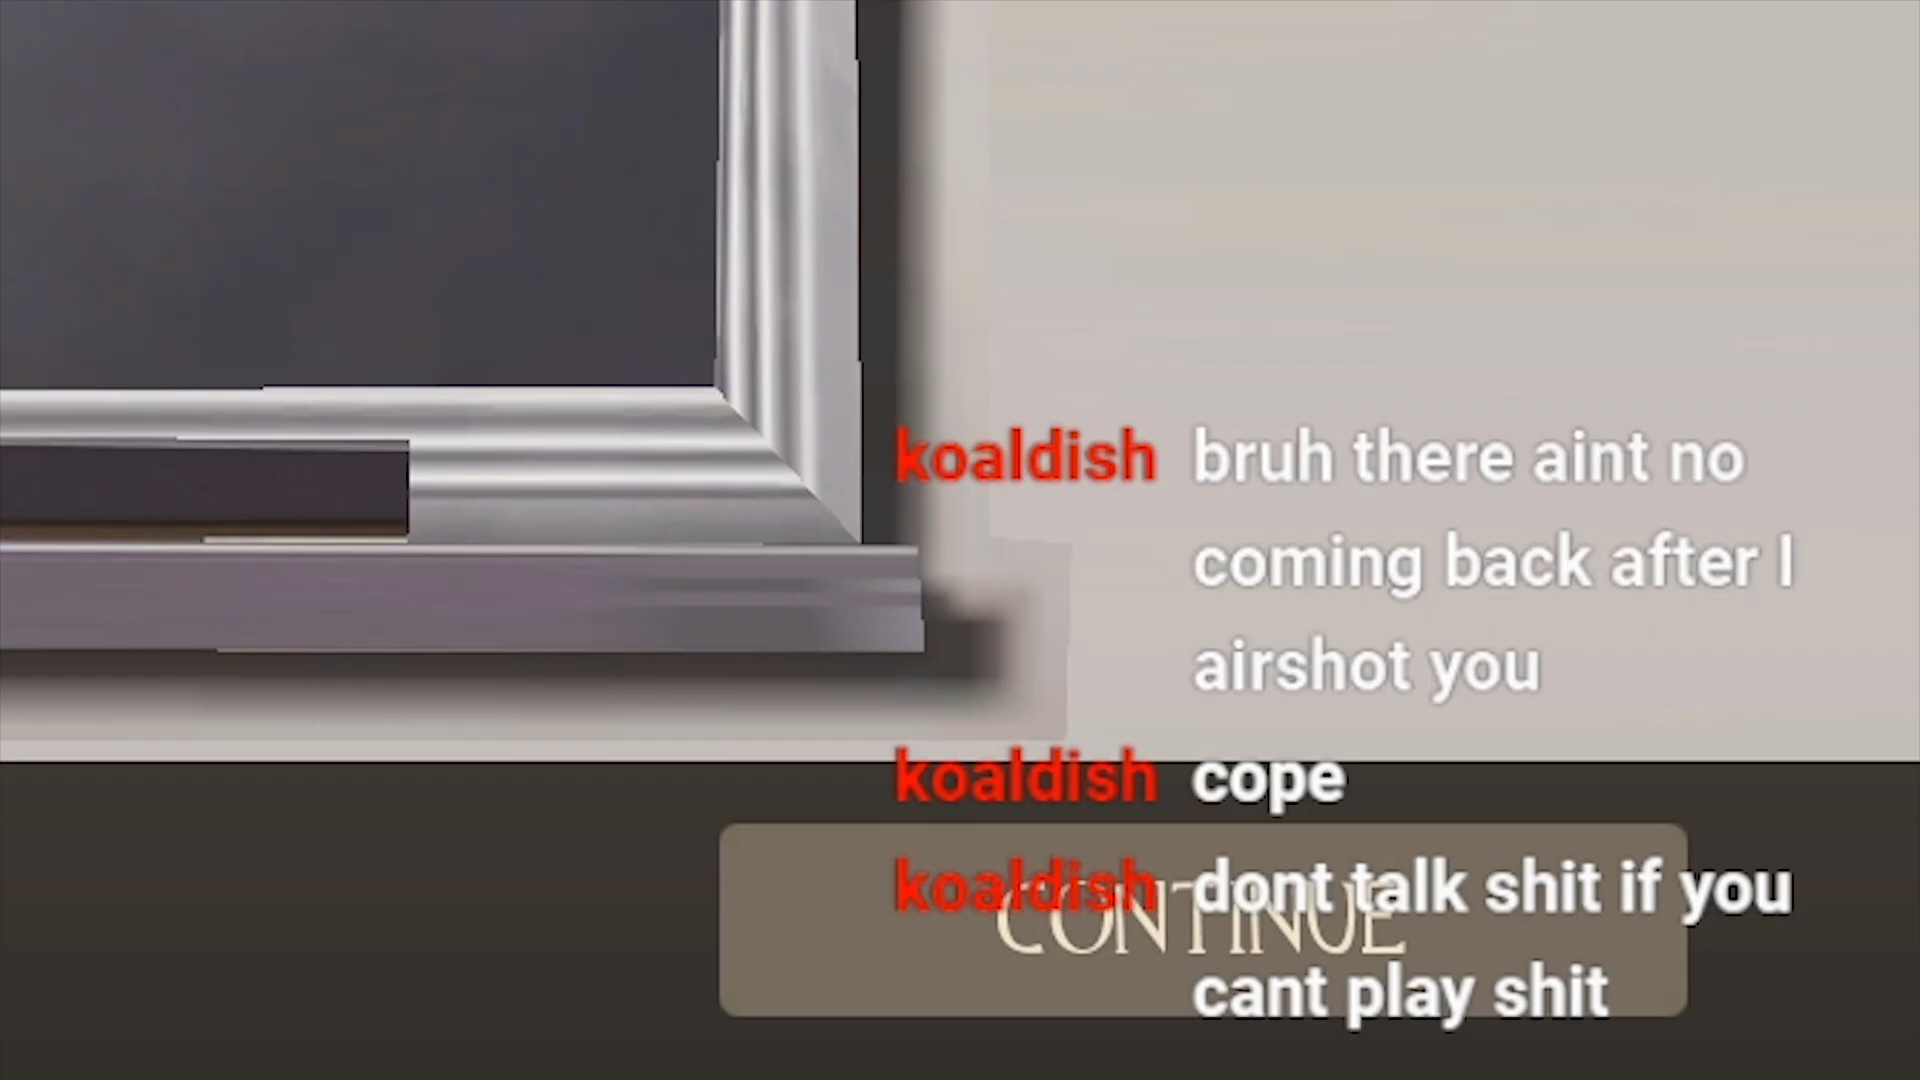 koaldish bruh there aint no
coming back after I
airshot you
koaldish cope
koaldish dont talk shit if you
CONTINUE
cant play shit